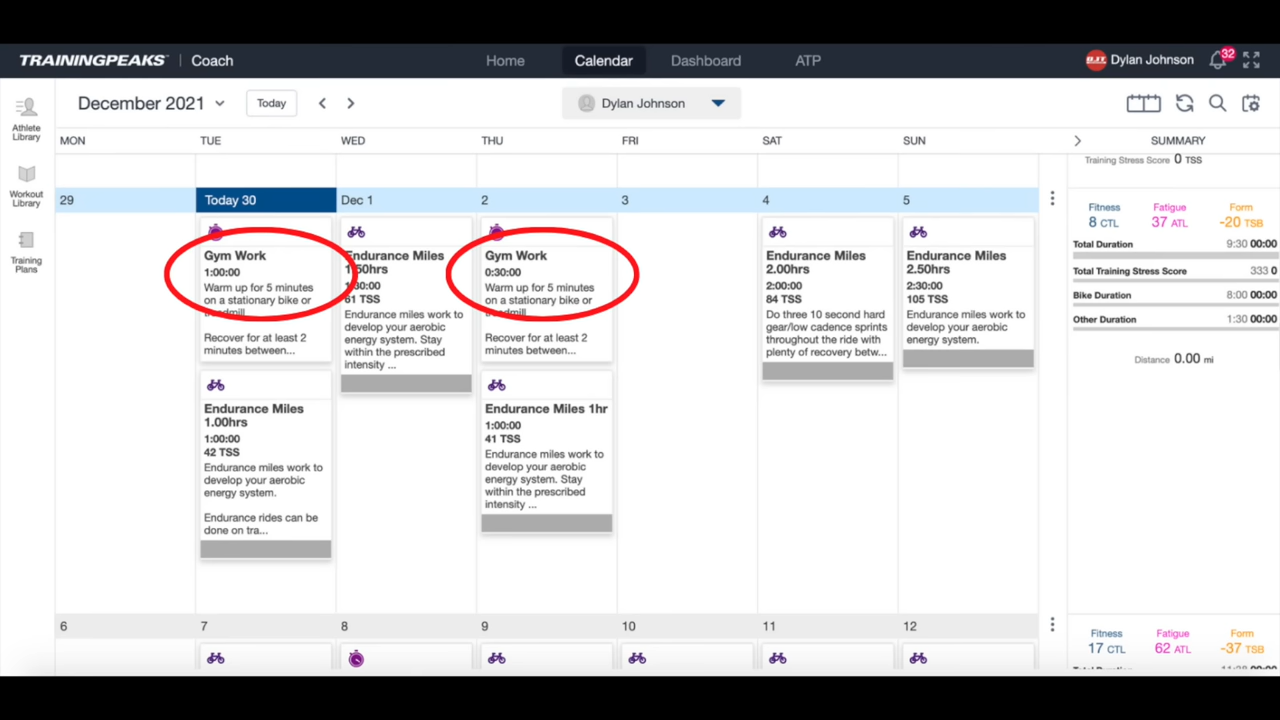 TRAININGPEAKS™ | Coach
Home Calendar Dashboard ATP
D.JT Dylan Johnson 32
Athlete
Library
Workout
Library
Training
Plans
December 2021 Today Dylan Johnson
MON TUE WED THU FRI SAT SUN SUMMARY
Training Stress Score 0 TSS
29 Today 30 Dec 1 2 3 4 5
Gym Work
1:00:00
Warm up for 5 minutes
on a stationary bike or
treadmill
Recover for at least 2
minutes between...
Endurance Miles
1.00hrs
1:00:00
42 TSS
Endurance miles work to
develop your aerobic
energy system.
Endurance rides can be
done on tra...
Endurance Miles
1.50hrs
1:30:00
61 TSS
Endurance miles work to
develop your aerobic
energy system. Stay
within the prescribed
intensity ...
Gym Work
0:30:00
Warm up for 5 minutes
on a stationary bike or
treadmill
Recover for at least 2
minutes between...
Endurance Miles 1hr
1:00:00
41 TSS
Endurance miles work to
develop your aerobic
energy system. Stay
within the prescribed
intensity ...
Endurance Miles
2.00hrs
2:00:00
84 TSS
Do three 10 second hard
gear/low cadence sprints
throughout the ride with
plenty of recovery betw...
Endurance Miles
2.50hrs
2:30:00
105 TSS
Endurance miles work to
develop your aerobic
energy system.
Fitness Fatigue Form
8 CTL 37 ATL -20 TSB
Total Duration 9:30 00:00
Total Training Stress Score 333 0
Bike Duration 8:00 00:00
Other Duration 1:30 00:00
Distance 0.00 mi
6 7 8 9 10 11 12
Fitness Fatigue Form
17 CTL 62 ATL -37 TSB